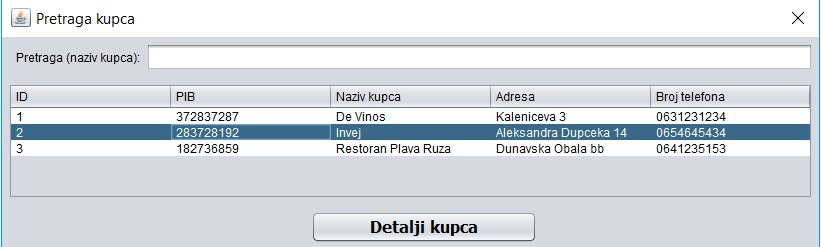 Pretraga kupca
Pretraga (naziv kupca):
ID PIB Naziv kupca Adresa Broj telefona
1 372837287 De Vinos Kaleniceva 3 0631231234
2 283728192 Invej Aleksandra Dupceka 14 0654645434
3 182736859 Restoran Plava Ruza Dunavska Obala bb 0641235153
Detalji kupca